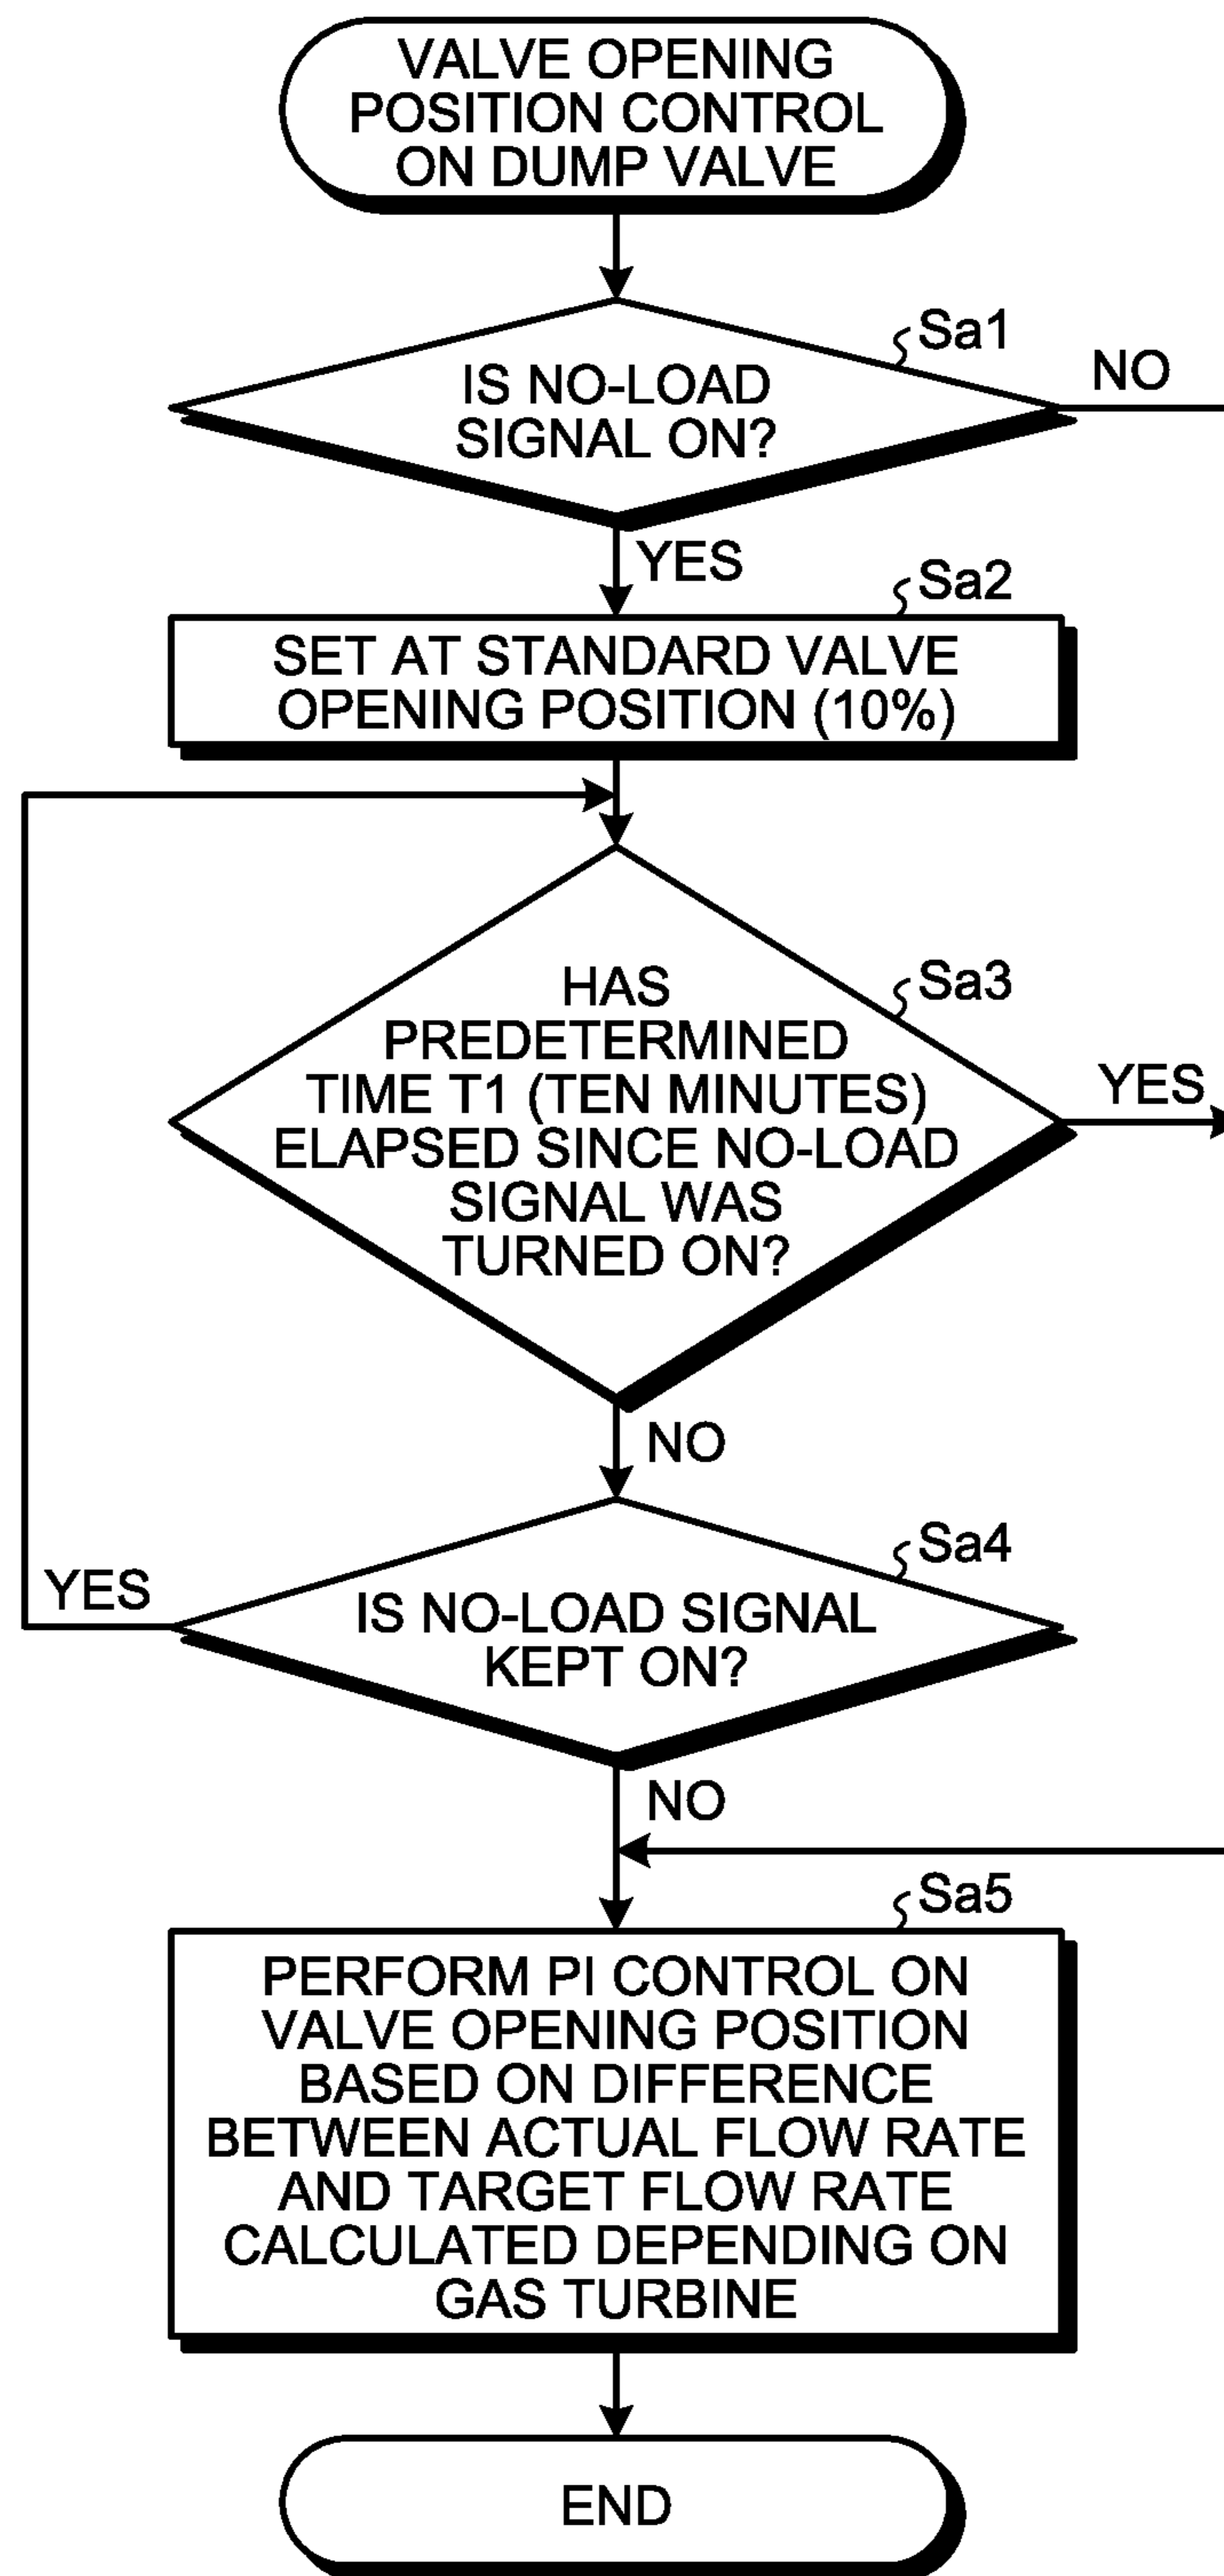 VALVE OPENING
POSITION CONTROL
ON DUMP VALVE
Sa1
NO
IS NO-LOAD
SIGNAL ON?
YES
Sa2
SET AT STANDARD VALVE
OPENING POSITION (10%)
Sa3
HAS
PREDETERMINED
TIME T1 (TEN MINUTES)
ELAPSED SINCE NO-LOAD
SIGNAL WAS
TURNED ON?
YES
NO
Sa4
YES
IS NO-LOAD SIGNAL
KEPT ON?
NO
Sa5
PERFORM PI CONTROL ON
VALVE OPENING POSITION
BASED ON DIFFERENCE
BETWEEN ACTUAL FLOW RATE
AND TARGET FLOW RATE
CALCULATED DEPENDING ON
GAS TURBINE
END